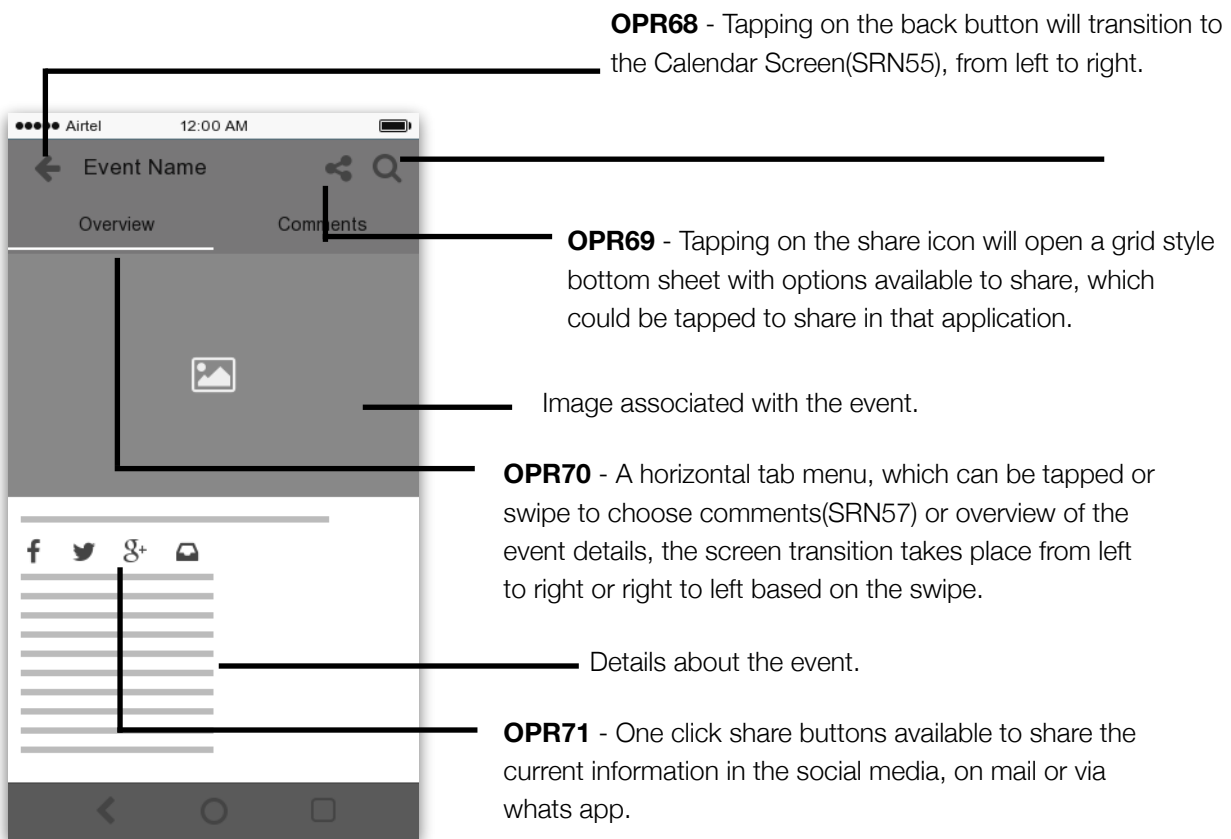 OPR68 - Tapping on the back button will transition to
the Calendar Screen(SRN55), from left to right.
Airtel 12:00 AM
Event Name
Overview Comments
OPR69 - Tapping on the share icon will open a grid style
bottom sheet with options available to share, which
could be tapped to share in that application.
Image associated with the event.
OPR70 - A horizontal tab menu, which can be tapped or
swipe to choose comments(SRN57) or overview of the
event details, the screen transition takes place from left
to right or right to left based on the swipe.
Details about the event.
OPR71 - One click share buttons available to share the
current information in the social media, on mail or via
whats app.